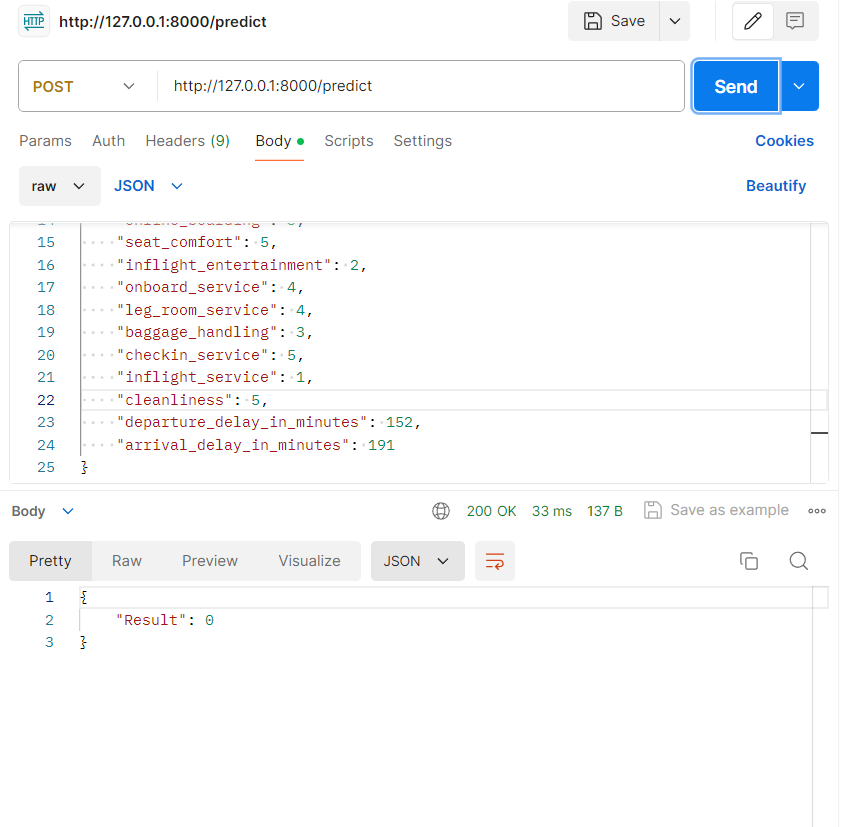 HTTP http://127.0.0.1:8000/predict Save
POST http://127.0.0.1:8000/predict Send
Params Auth Headers (9) Body Scripts Settings Cookies
raw JSON Beautify
15 "seat_comfort": 5,
16 "inflight_entertainment": 2,
17 "onboard_service": 4,
18 "leg_room_service": 4,
19 "baggage_handling": 3,
20 "checkin_service": 5,
21 "inflight_service": 1,
22 "cleanliness": 5,
23 "departure_delay_in_minutes": 152,
24 "arrival_delay_in_minutes": 191
25 }
Body 200 OK 33 ms 137 B Save as example
Pretty Raw Preview Visualize JSON
1 {
2 "Result": 0
3 }